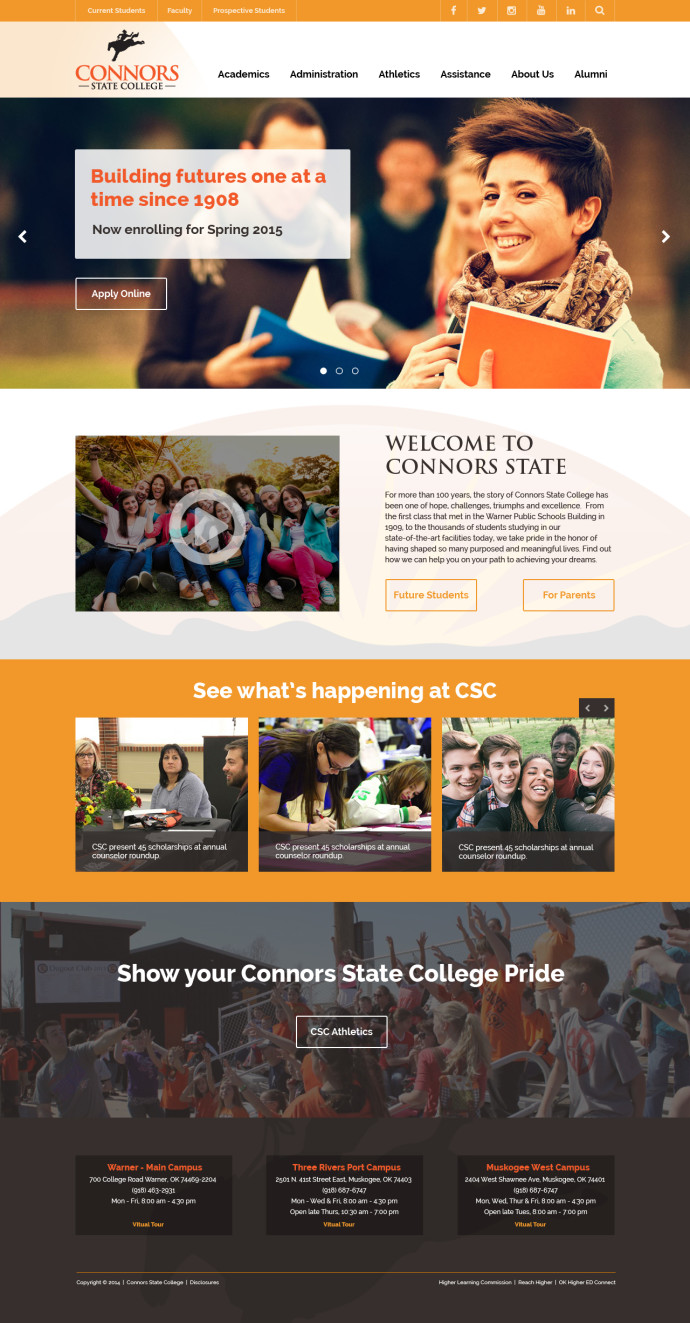 Current Students
Faculty
Prospective Students
CONNORS
STATE COLLEGE
Academics
Administration
Athletics
Assistance
About Us
Alumni
Building futures one at a
time since 1908
Now enrolling for Spring 2015
Apply Online
WELCOME TO
CONNORS STATE
For more than 100 years, the story of Connors State College has
been one of hope, challenges, triumphs and excellence. From
the first class that met in the Warner Public Schools Building in
1909, to the thousands of students studying in our
state-of-the-art facilities today, we take pride in the honor of
having shaped so many purposed and meaningful lives. Find out
how we can help you on your path to achieving your dreams.
Future Students
For Parents
See what's happening at CSC
CSC present 45 scholarships at annual
counselor roundup.
CSC present 45 scholarships at annual
counselor roundup.
CSC present 45 scholarships at annual
counselor roundup.
Show your Connors State College Pride
CSC Athletics
Warner - Main Campus
700 College Road Warner, OK 74469-2204
(918) 463-2931
Mon - Fri, 8:00 am - 4:30 pm
Vitual Tour
Three Rivers Port Campus
2501 N. 41st Street East, Muskogee, OK 74403
(918) 687-6747
Mon - Wed & Fri, 8:00 am - 4:30 pm
Open late Thurs, 10:30 am - 7:00 pm
Vitual Tour
Muskogee West Campus
2404 West Shawnee Ave, Muskogee, OK 74401
(918) 687-6747
Mon, Wed, Thur & Fri, 8:00 am - 4:30 pm
Open late Tues, 8:00 am - 7:00 pm
Vitual Tour
Copyright © 2014 | Connors State College | Disclosures
Higher Learning Commission | Reach Higher | OK Higher ED Connect